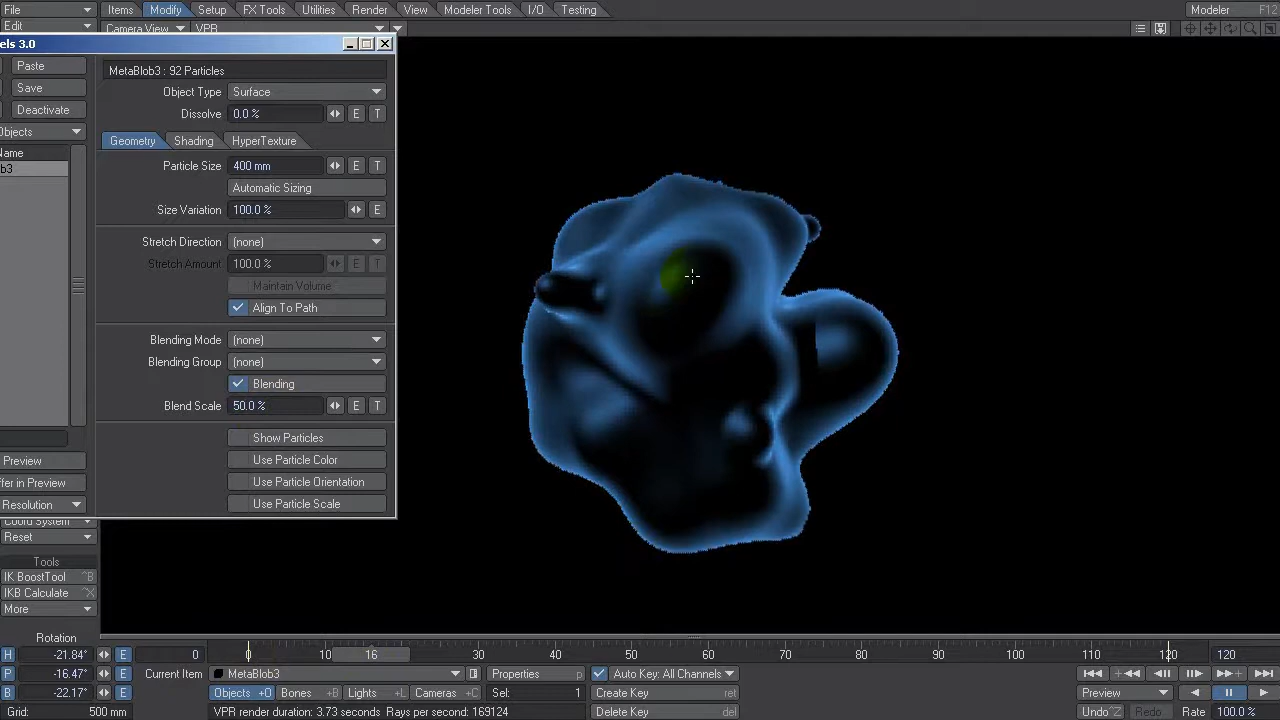 File
Items
Modify
Setup
FX Tools
Utilities
Render
View
Modeler Tools
I/O
Testing
Modeler
F12
Edit
Camera View
VPR
els 3.0
Paste
Save
Deactivate
Objects
Name
b3
Preview
ffer in Preview
Resolution
MetaBlob3 : 92 Particles
Object Type
Surface
Dissolve
0.0 %
E
T
Geometry
Shading
HyperTexture
Particle Size
400 mm
E
T
Automatic Sizing
Size Variation
100.0 %
E
Stretch Direction
(none)
Stretch Amount
100.0 %
E
T
Maintain Volume
Align To Path
Blending Mode
(none)
Blending Group
(none)
Blending
Blend Scale
50.0 %
E
T
Show Particles
Use Particle Color
Use Particle Orientation
Use Particle Scale
Coord System
Reset
Tools
IK BoostTool ^B
IKB Calculate ^X
More
Rotation
H -21.84° E
P -16.47° E
B -22.17° E
Grid: 500 mm
0
0 10 16 30 40 50 60 70 80 90 100 110 120
120
Current Item
MetaBlob3
Properties p
Auto Key: All Channels
Objects +O
Bones +B
Lights +L
Cameras +C
Sel: 1
Create Key ret
Preview
VPR render duration: 3.73 seconds Rays per second: 169124
Delete Key del
Undo ^Z
Redo
Rate
100.0 %